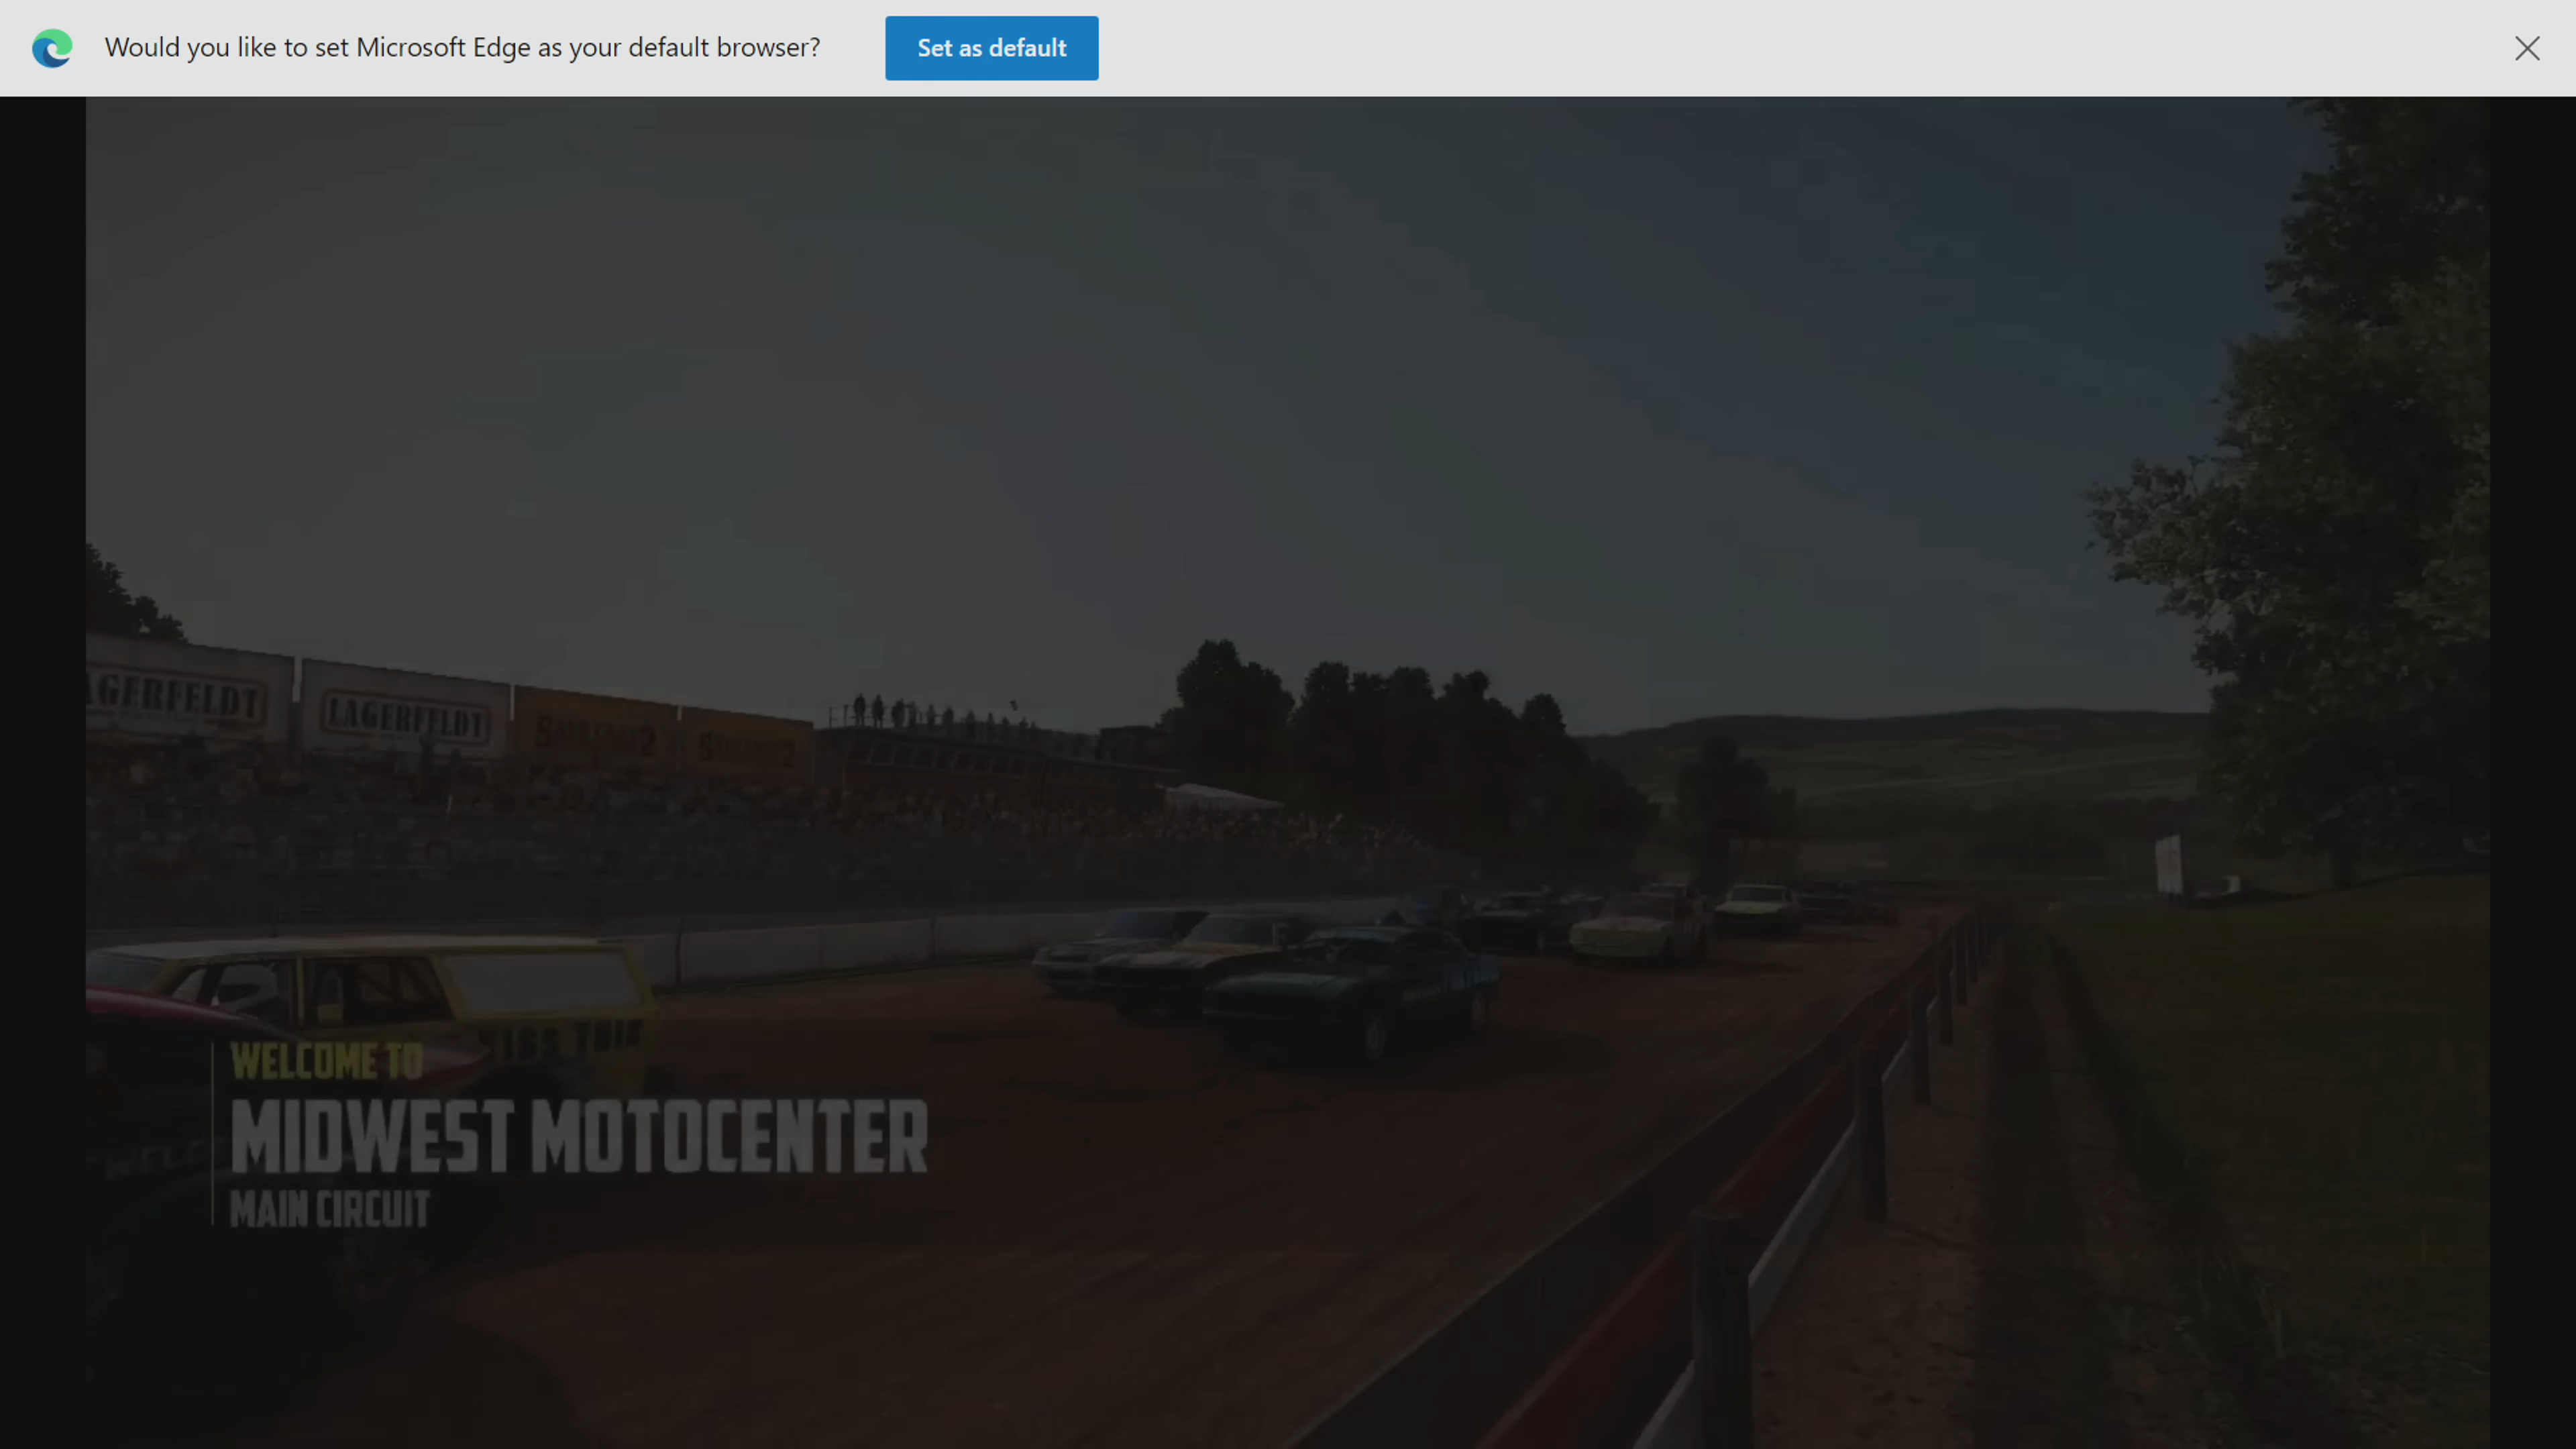 Would you like to set Microsoft Edge as your default browser?
Set as default
LAGERFELDT
LAGERFELDT
WELCOME TO
MIDWEST MOTOCENTER
MAIN CIRCUIT